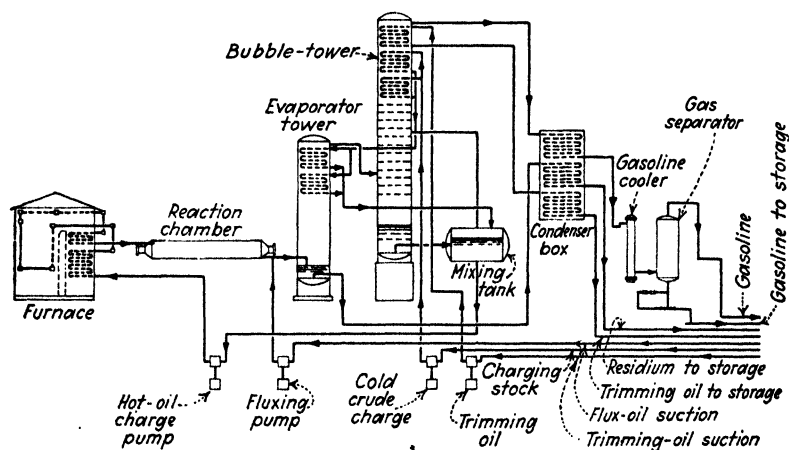 Bubble-tower
Evaporator
tower
Gas
separator
Gasoline
cooler
Gasoline to storage
Gasoline
Reaction
chamber
Condenser
box
Mixing
tank
Furnace
Hot-oil
charge
pump
Fluxing
pump
Cold
crude
charge
Charging
stock
Trimming
oil
Residium to storage
Trimming oil to storage
Flux-oil suction
Trimming-oil suction